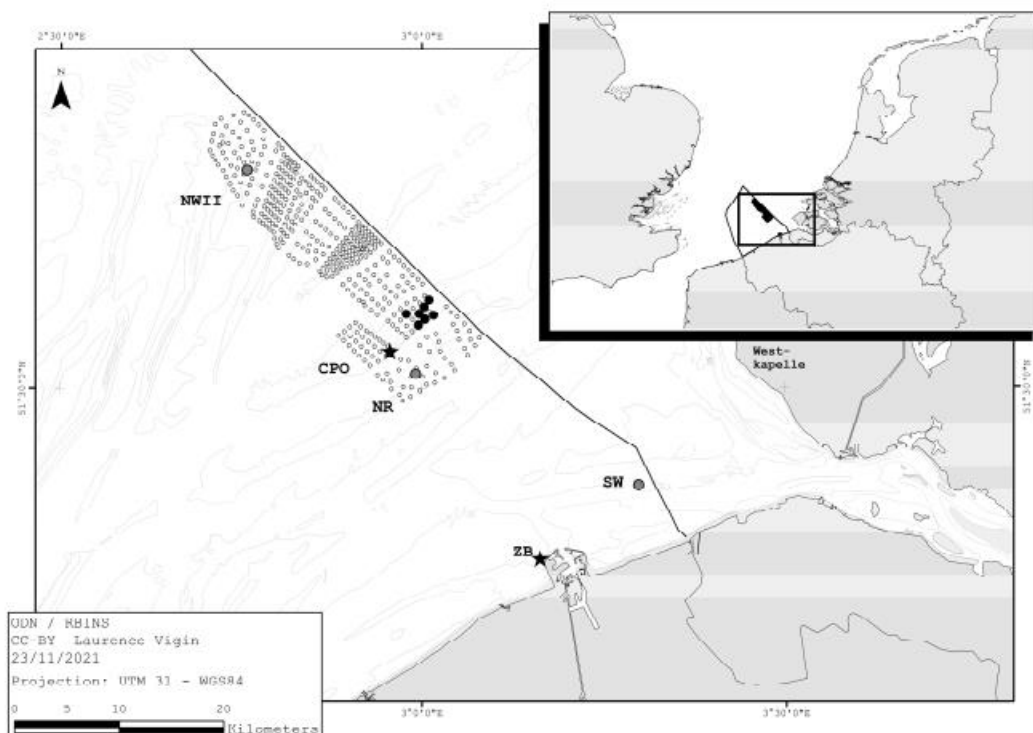 2°30'0"E
3°0'0"E
N
NWII
CPO
NR
West-
kapelle
51°30'0"N
51°30'0"N
SW
ZB
ODN / RBINS
CC-BY Laurence Vigin
23/11/2021
Projection: UTM 31 - WGS84
0 5 10 20
Kilometers
3°0'0"E
3°30'0"E